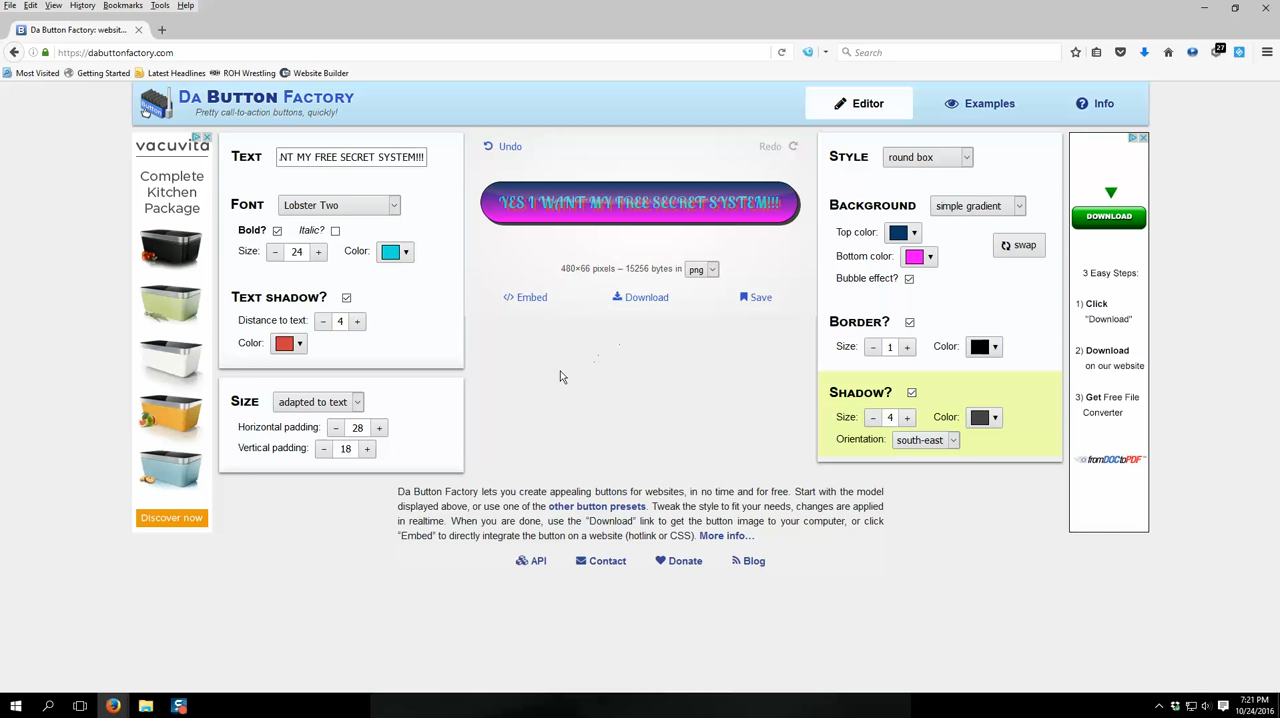 File Edit View History Bookmarks Tools Help
Da Button Factory: websit...
https://dabuttonfactory.com
Search
27
Most Visited Getting Started Latest Headlines ROH Wrestling Website Builder
Button
DA BUTTON FACTORY
Pretty call-to-action buttons, quickly!
Editor Examples Info
vacuvita
Complete
Kitchen
Package
Discover now
TEXT .NT MY FREE SECRET SYSTEM!!!
FONT Lobster Two
Bold? Italic?
Size: − 24 + Color:
TEXT SHADOW?
Distance to text: − 4 +
Color:
SIZE adapted to text
Horizontal padding: − 28 +
Vertical padding: − 18 +
Undo Redo
YES I WANT MY FREE SECRET SYSTEM!!!
480×66 pixels – 15256 bytes in png
</> Embed Download Save
STYLE round box
BACKGROUND simple gradient
Top color:
swap
Bottom color:
Bubble effect?
BORDER?
Size: − 1 + Color:
SHADOW?
Size: − 4 + Color:
Orientation: south-east
DOWNLOAD
3 Easy Steps:
1) Click
"Download"
2) Download
on our website
3) Get Free File
Converter
fromDOCtoPDF™
Da Button Factory lets you create appealing buttons for websites, in no time and for free. Start with the model
displayed above, or use one of the other button presets. Tweak the style to fit your needs, changes are applied
in realtime. When you are done, use the "Download" link to get the button image to your computer, or click
"Embed" to directly integrate the button on a website (hotlink or CSS). More info…
API Contact Donate Blog
7:21 PM
10/24/2016